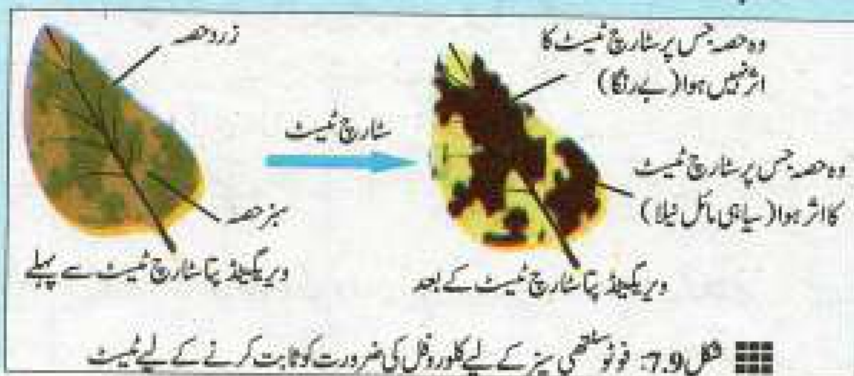 زرد حصہ
سبز حصہ
ویریگیٹڈ پتا سٹارچ ٹیسٹ سے پہلے
سٹارچ ٹیسٹ
وہ حصہ جس پر سٹارچ ٹیسٹ کا
اثر نہیں ہوا (بے رنگا)
وہ حصہ جس پر سٹارچ ٹیسٹ
کا اثر ہوا (سیاہی مائل نیلا)
ویریگیٹڈ پتا سٹارچ ٹیسٹ کے بعد
شکل 7.9: فوٹوسنتھی سیز کے لیے کلوروفل کی ضرورت کو ثابت کرنے کے لیے ٹیسٹ